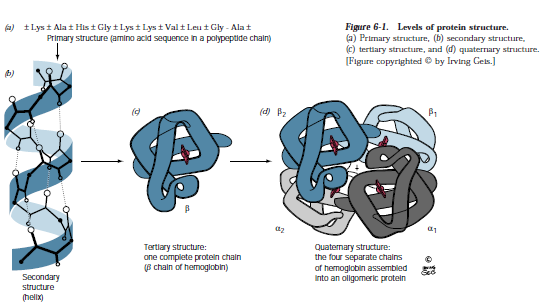 (a) ± Lys ± Ala ± His ± Gly ± Lys ± Lys ± Val ± Leu ± Gly - Ala ±
Primary structure (amino acid sequence in a polypeptide chain)
Figure 6-1. Levels of protein structure.
(a) Primary structure, (b) secondary structure,
(c) tertiary structure, and (d) quaternary structure.
[Figure copyrighted © by Irving Geis.]
(b)
(c)
(d) β2
β1
β
α2
α1
Secondary
structure
(helix)
Tertiary structure:
one complete protein chain
(β chain of hemoglobin)
Quaternary structure:
the four separate chains
of hemoglobin assembled
into an oligomeric protein
©